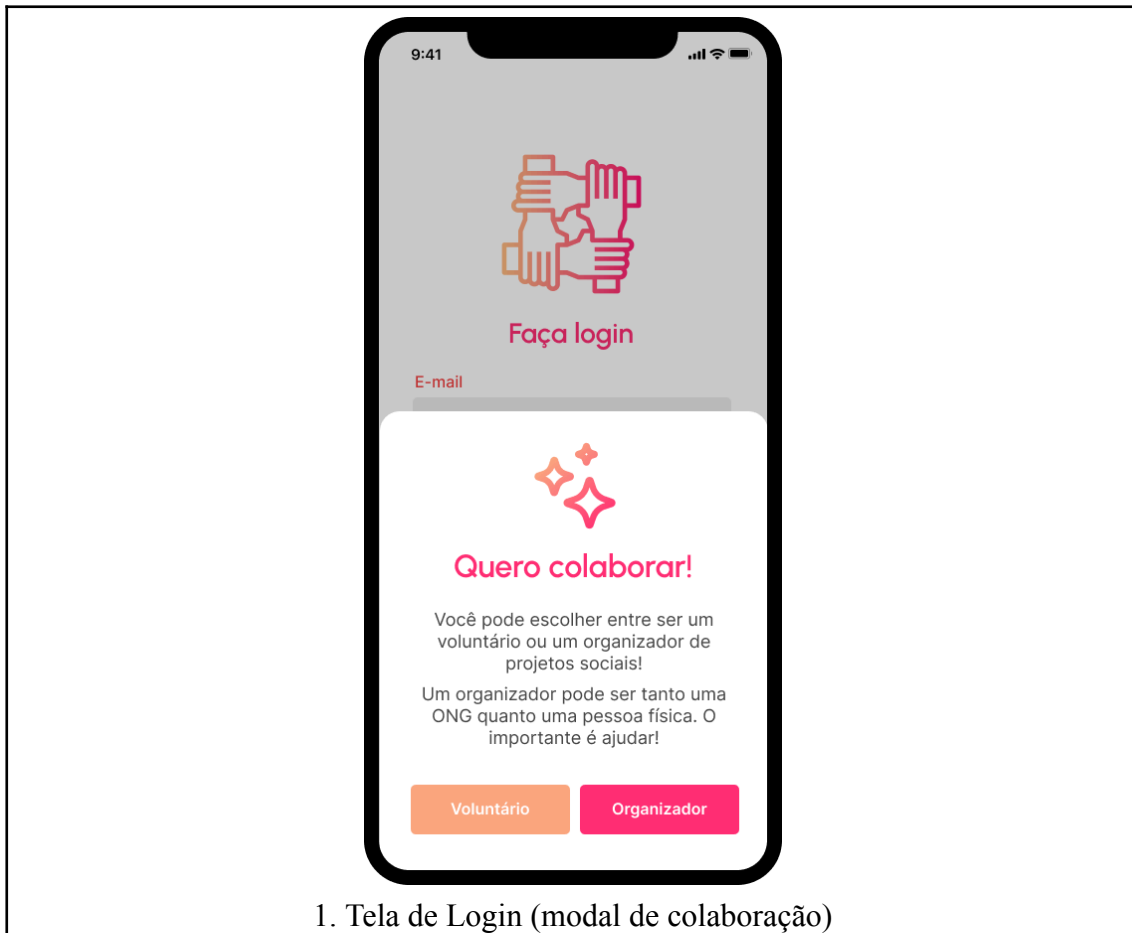 9:41
Faça login
E-mail
Quero colaborar!
Você pode escolher entre ser um
voluntário ou um organizador de
projetos sociais!
Um organizador pode ser tanto uma
ONG quanto uma pessoa física. O
importante é ajudar!
Voluntário
Organizador
1. Tela de Login (modal de colaboração)